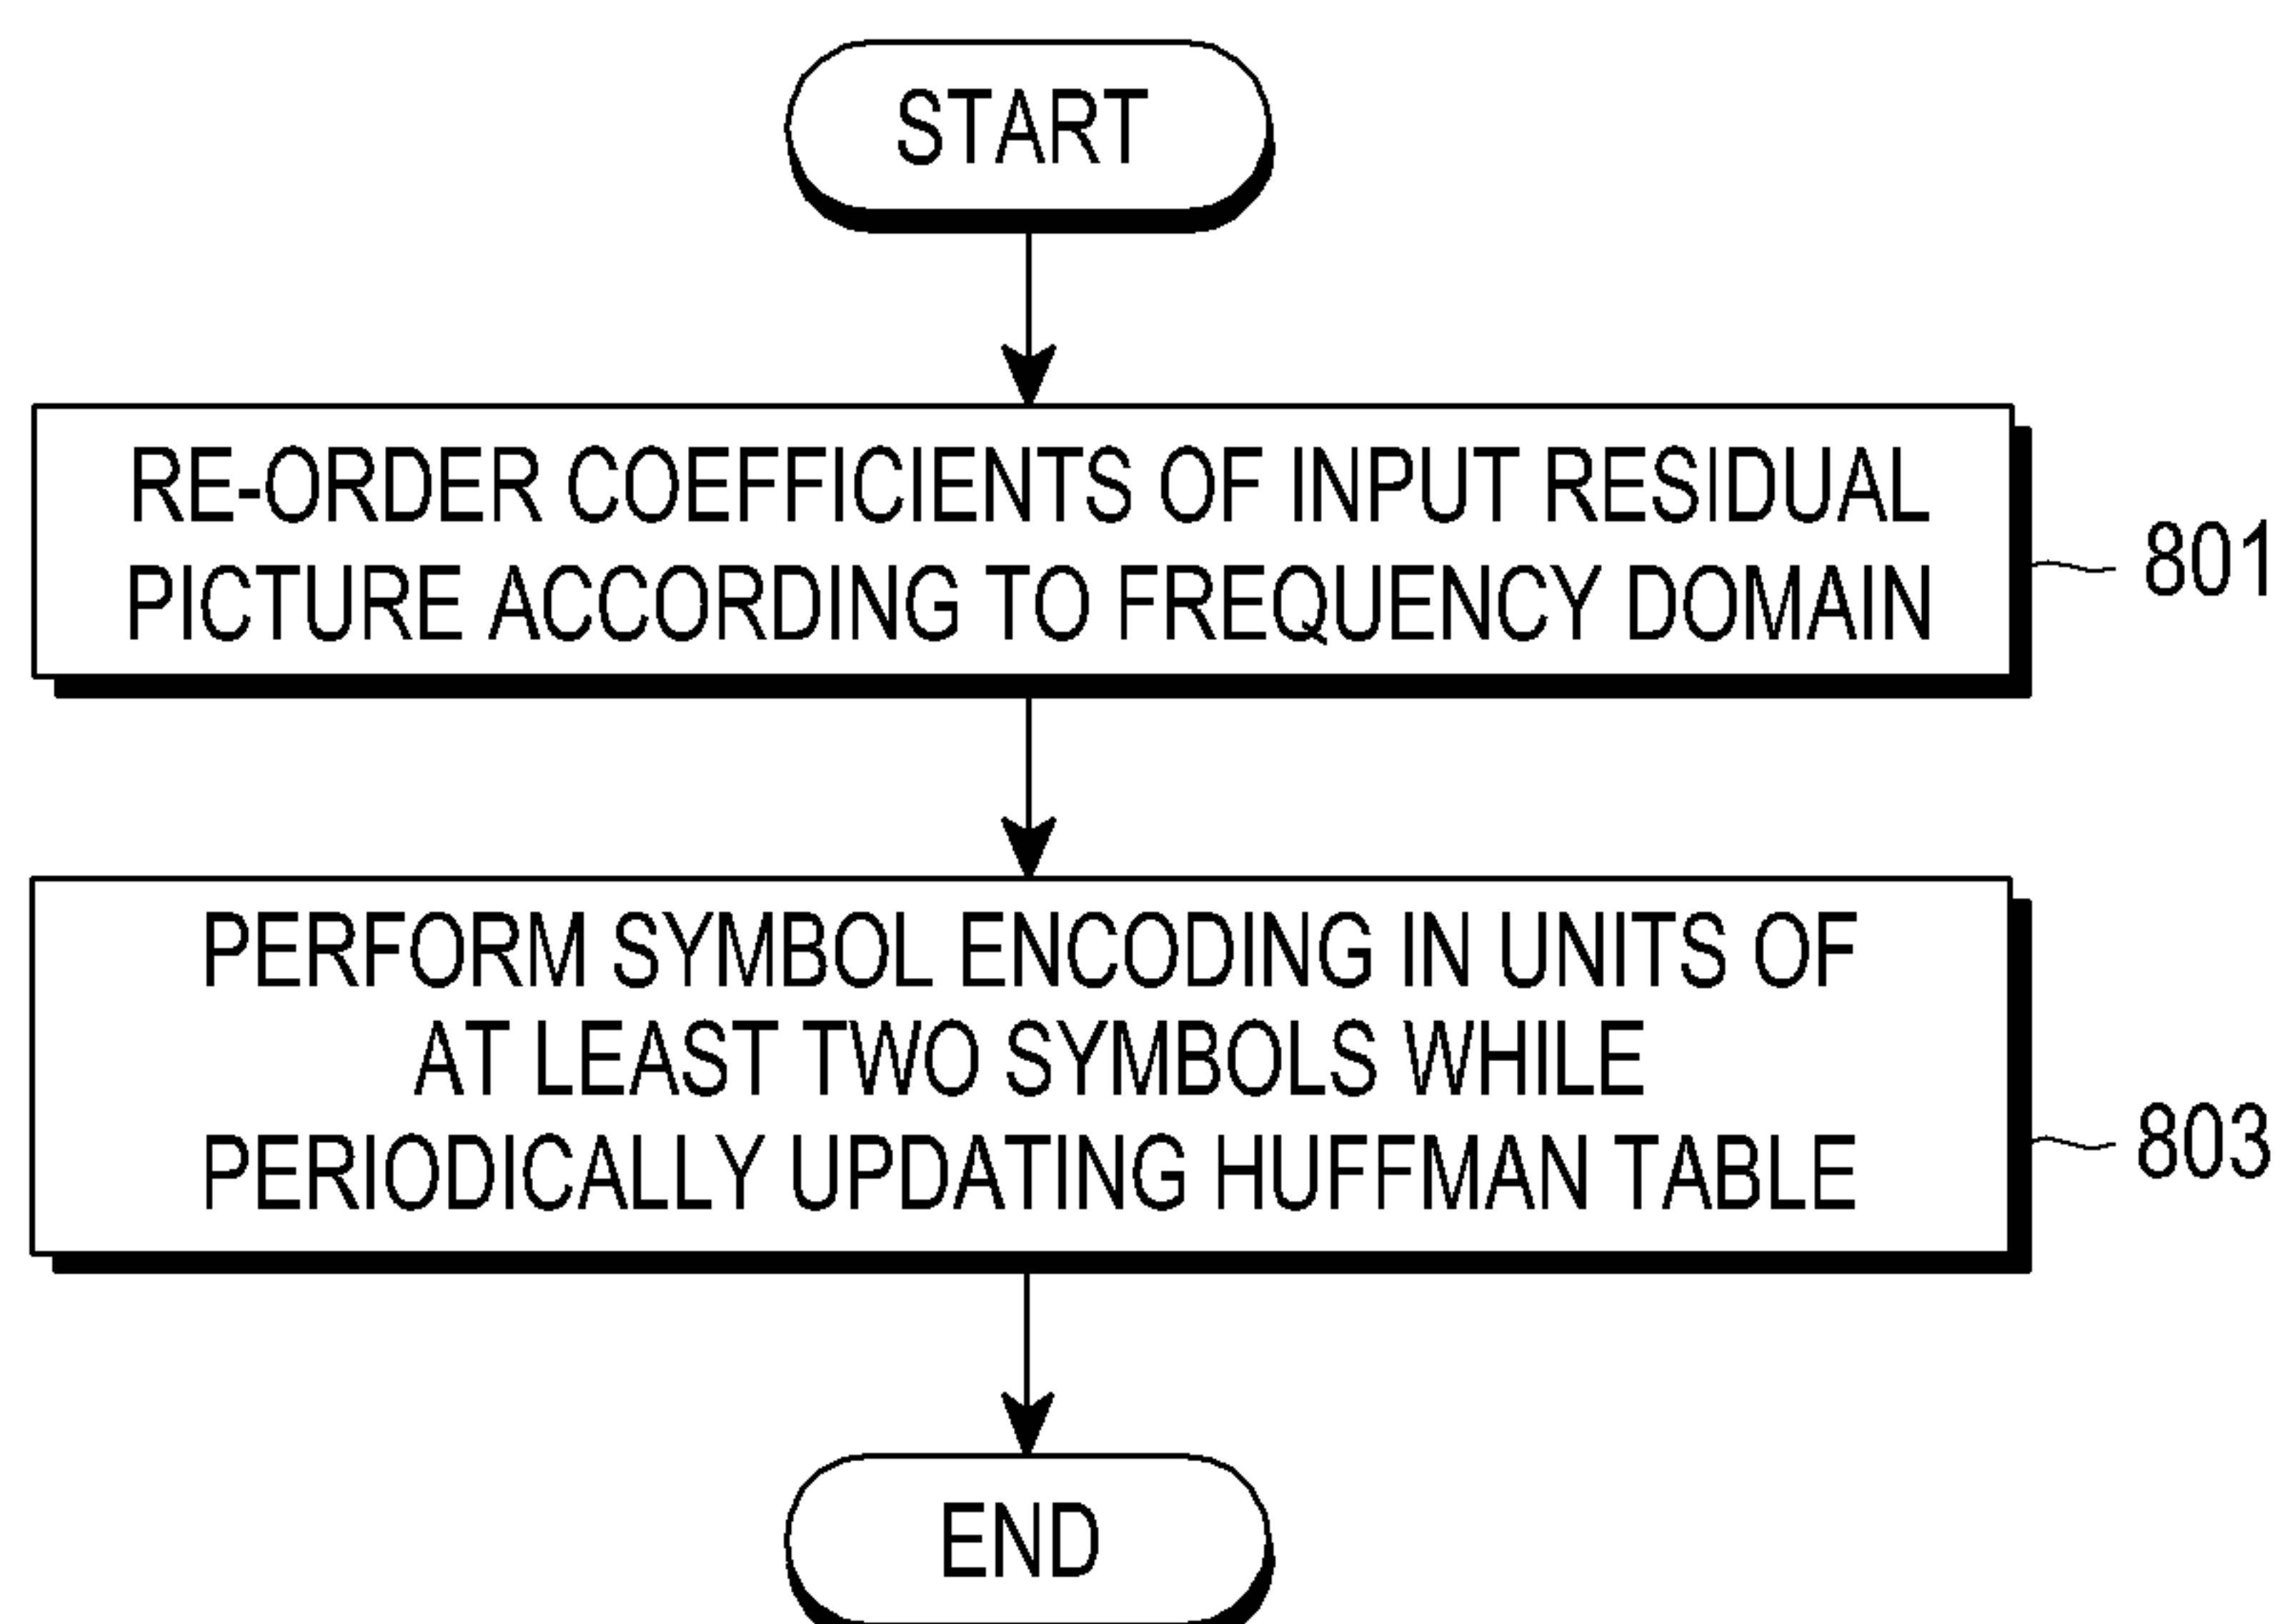 START
RE-ORDER COEFFICIENTS OF INPUT RESIDUAL
PICTURE ACCORDING TO FREQUENCY DOMAIN
801
PERFORM SYMBOL ENCODING IN UNITS OF
AT LEAST TWO SYMBOLS WHILE
PERIODICALLY UPDATING HUFFMAN TABLE
803
END